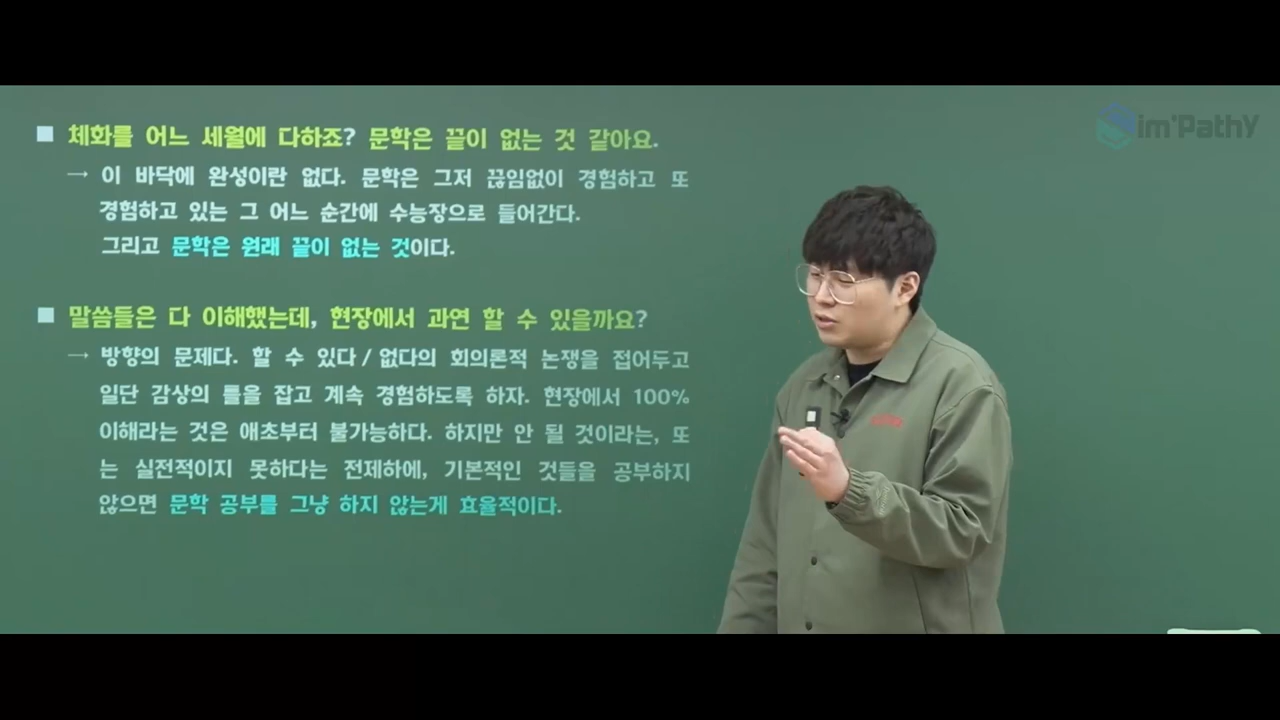 im'PathY
■ 체화를 어느 세월에 다하죠? 문학은 끝이 없는 것 같아요.
→ 이 바닥에 완성이란 없다. 문학은 그저 끊임없이 경험하고 또
경험하고 있는 그 어느 순간에 수능장으로 들어간다.
그리고 문학은 원래 끝이 없는 것이다.
■ 말씀들은 다 이해했는데, 현장에서 과연 할 수 있을까요?
→ 방향의 문제다. 할 수 있다 / 없다의 회의론적 논쟁을 접어두고
일단 감상의 틀을 잡고 계속 경험하도록 하자. 현장에서 100%
이해라는 것은 애초부터 불가능하다. 하지만 안 될 것이라는, 또
는 실전적이지 못하다는 전제하에, 기본적인 것들을 공부하지
않으면 문학 공부를 그냥 하지 않는게 효율적이다.